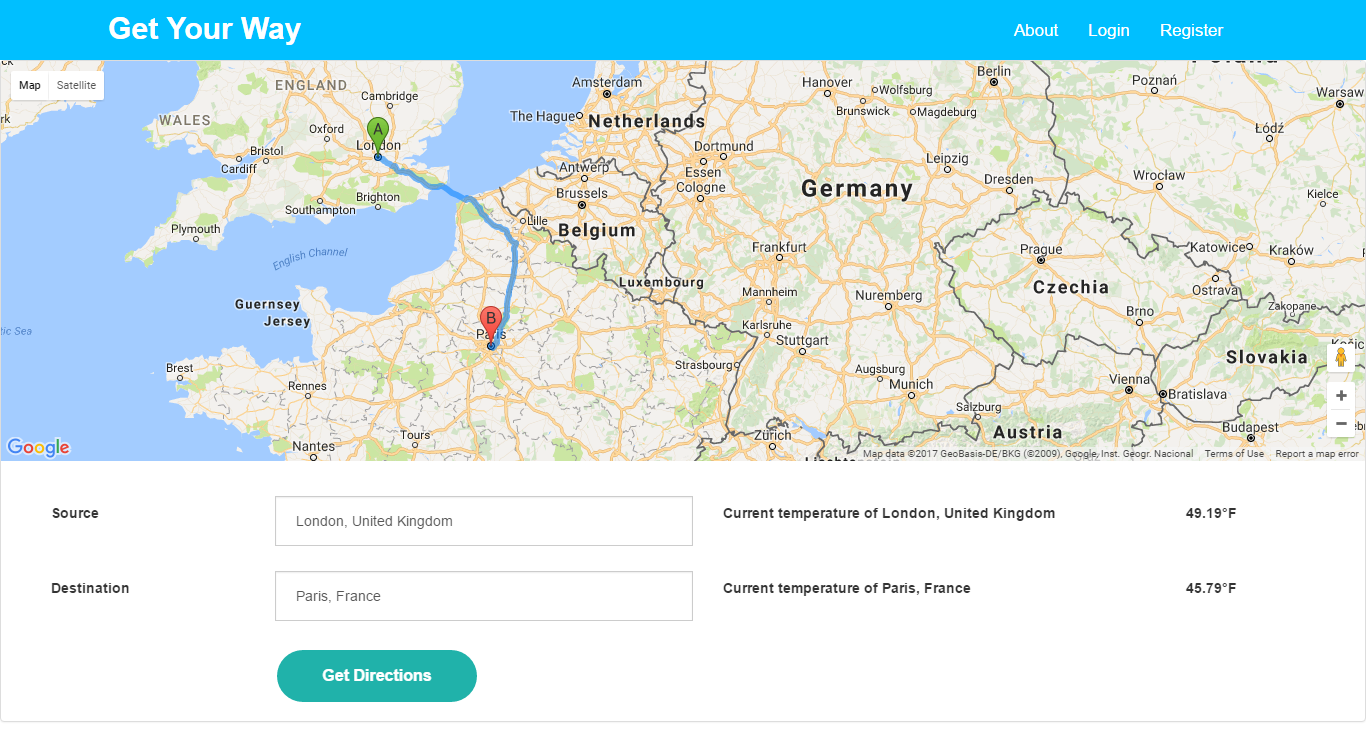 Get Your Way
About Login Register
Map Satellite
ENGLAND
WALES
Cambridge
Oxford
London
Bristol
Cardiff
Brighton
Southampton
Plymouth
English Channel
Guernsey
Jersey
Brest
Rennes
Nantes
Tours
A
B
Paris
Lille
Amsterdam
The Hague
Netherlands
Antwerp
Brussels
Belgium
Luxembourg
Hanover
Wolfsburg
Brunswick
Magdeburg
Berlin
Poland
Poznań
Warsaw
Łódź
Dortmund
Essen
Cologne
Leipzig
Dresden
Wrocław
Kielce
Germany
Frankfurt
Prague
Katowice
Kraków
Ostrava
Czechia
Mannheim
Nuremberg
Brno
Zakopane
Karlsruhe
Stuttgart
Strasbourg
Augsburg
Munich
Slovakia
Vienna
Bratislava
Salzburg
Zürich
Austria
Budapest
Google
Map data ©2017 GeoBasis-DE/BKG (©2009), Google, Inst. Geogr. Nacional Terms of Use Report a map error
Source
London, United Kingdom
Current temperature of London, United Kingdom 49.19°F
Destination
Paris, France
Current temperature of Paris, France 45.79°F
Get Directions